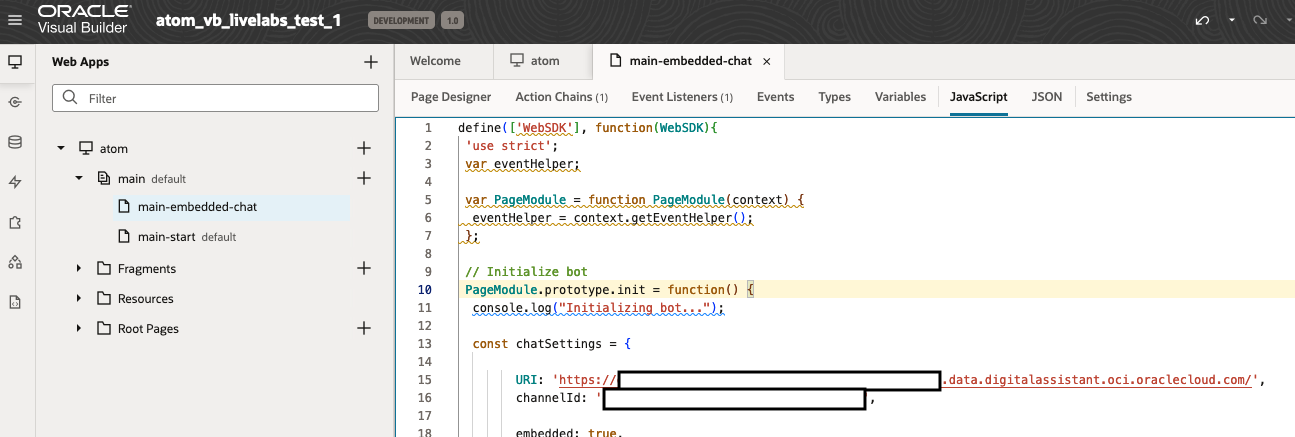 ORACLE
Visual Builder
atom_vb_livelabs_test_1
DEVELOPMENT
1.0
Web Apps
Filter
atom
main default
main-embedded-chat
main-start default
Fragments
Resources
Root Pages
Welcome
atom
main-embedded-chat
Page Designer
Action Chains (1)
Event Listeners (1)
Events
Types
Variables
JavaScript
JSON
Settings
1 define(['WebSDK'], function(WebSDK){
2 'use strict';
3 var eventHelper;
4
5 var PageModule = function PageModule(context) {
6 eventHelper = context.getEventHelper();
7 };
8
9 // Initialize bot
10 PageModule.prototype.init = function() {
11 console.log("Initializing bot...");
12
13 const chatSettings = {
14
15 URI: 'https:// .data.digitalassistant.oci.oraclecloud.com/',
16 channelId: ' ',
17
18 embedded: true,